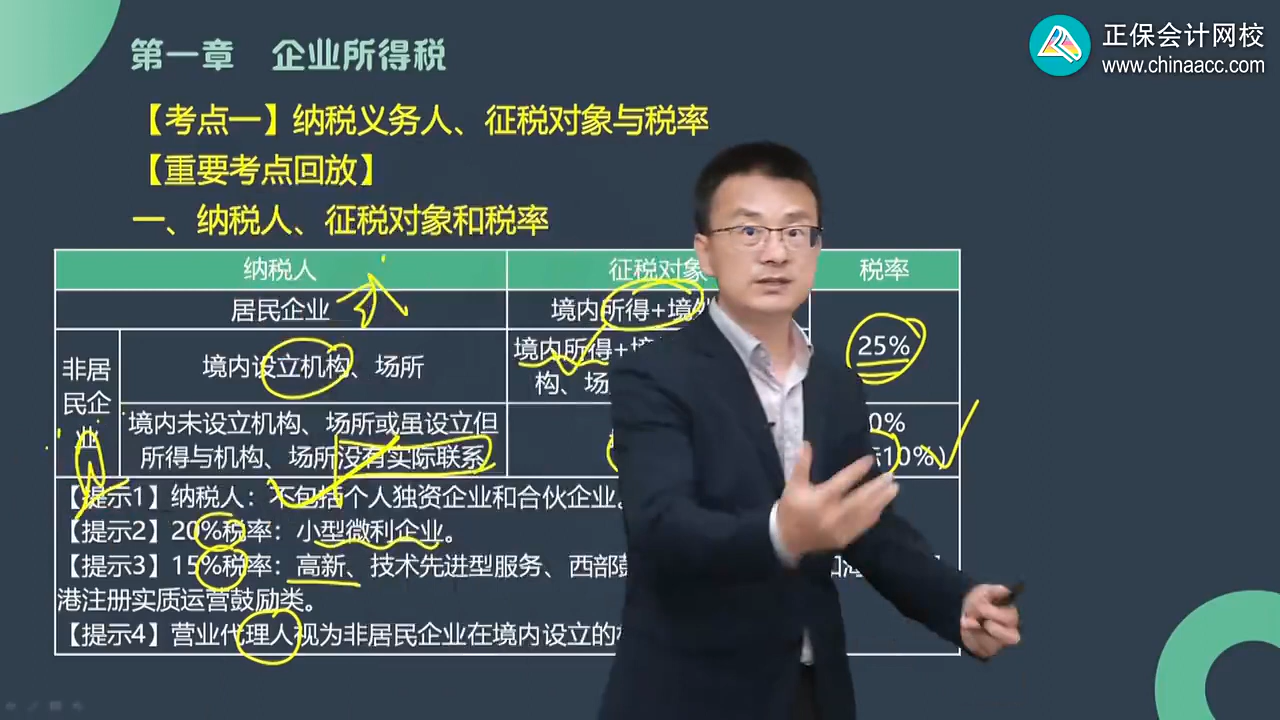 正保会计网校
www.chinaacc.com
第一章 企业所得税
【考点一】纳税义务人、征税对象与税率
【重要考点回放】
一、纳税人、征税对象和税率
纳税人 征税对象 税率
居民企业 境内所得+境
25%
非居民企业
境内设立机构、场所 境内所得+
构、场
境内未设立机构、场所或虽设立但
所得与机构、场所没有实际联系
0%
10%)
【提示1】纳税人：不包括个人独资企业和合伙企业。
【提示2】20%税率：小型微利企业。
【提示3】15%税率：高新、技术先进型服务、西部
港注册实质运营鼓励类。
【提示4】营业代理人视为非居民企业在境内设立的